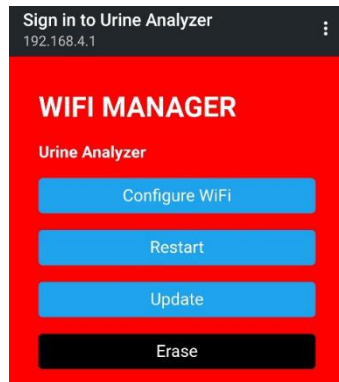 Sign in to Urine Analyzer
192.168.4.1
WIFI MANAGER
Urine Analyzer
Configure WiFi
Restart
Update
Erase